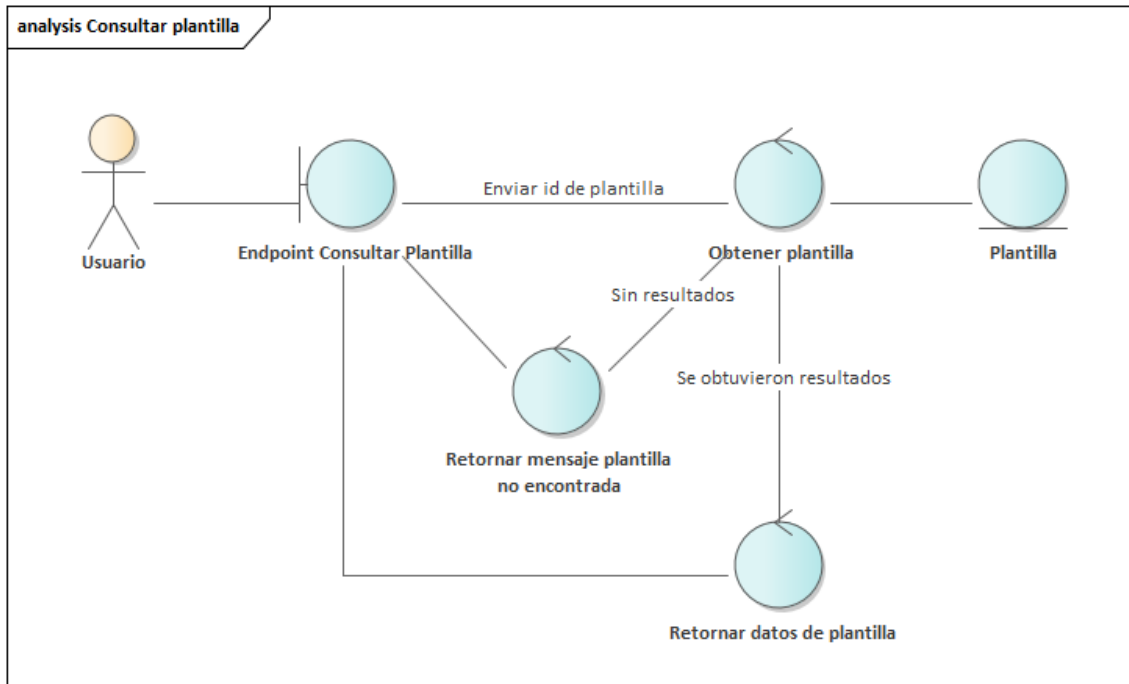 analysis Consultar plantilla
Enviar id de plantilla
Usuario
Endpoint Consultar Plantilla
Obtener plantilla
Plantilla
Sin resultados
Se obtuvieron resultados
Retornar mensaje plantilla
no encontrada
Retornar datos de plantilla